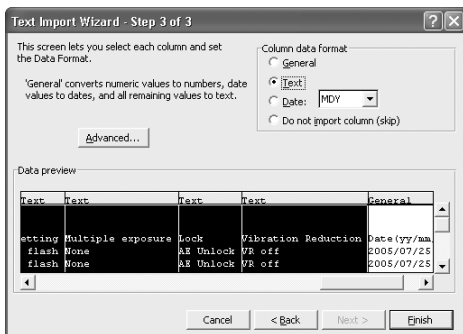 Text Import Wizard - Step 3 of 3
This screen lets you select each column and set
the Data Format.
'General' converts numeric values to numbers, date
values to dates, and all remaining values to text.
Advanced...
Column data format
General
Text
Date: MDY
Do not import column (skip)
Data preview
Text Text Text Text General
etting Multiple exposure Lock Vibration Reduction Date(yy/mm
flash None AE Unlock VR off 2005/07/25
flash None AE Unlock VR off 2005/07/25
Cancel < Back Next > Finish